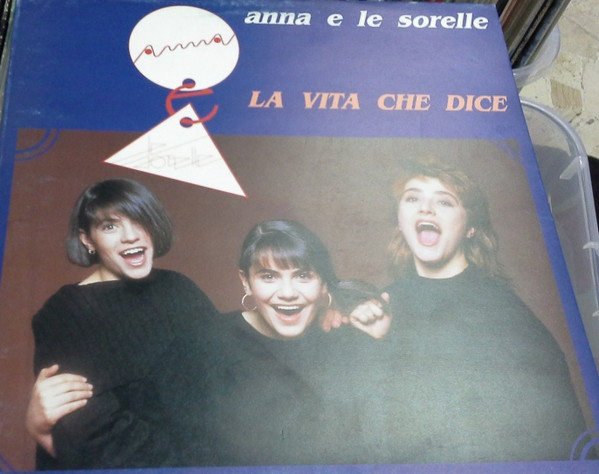 anna e le sorelle
anna
e
sorelle
LA VITA CHE DICE